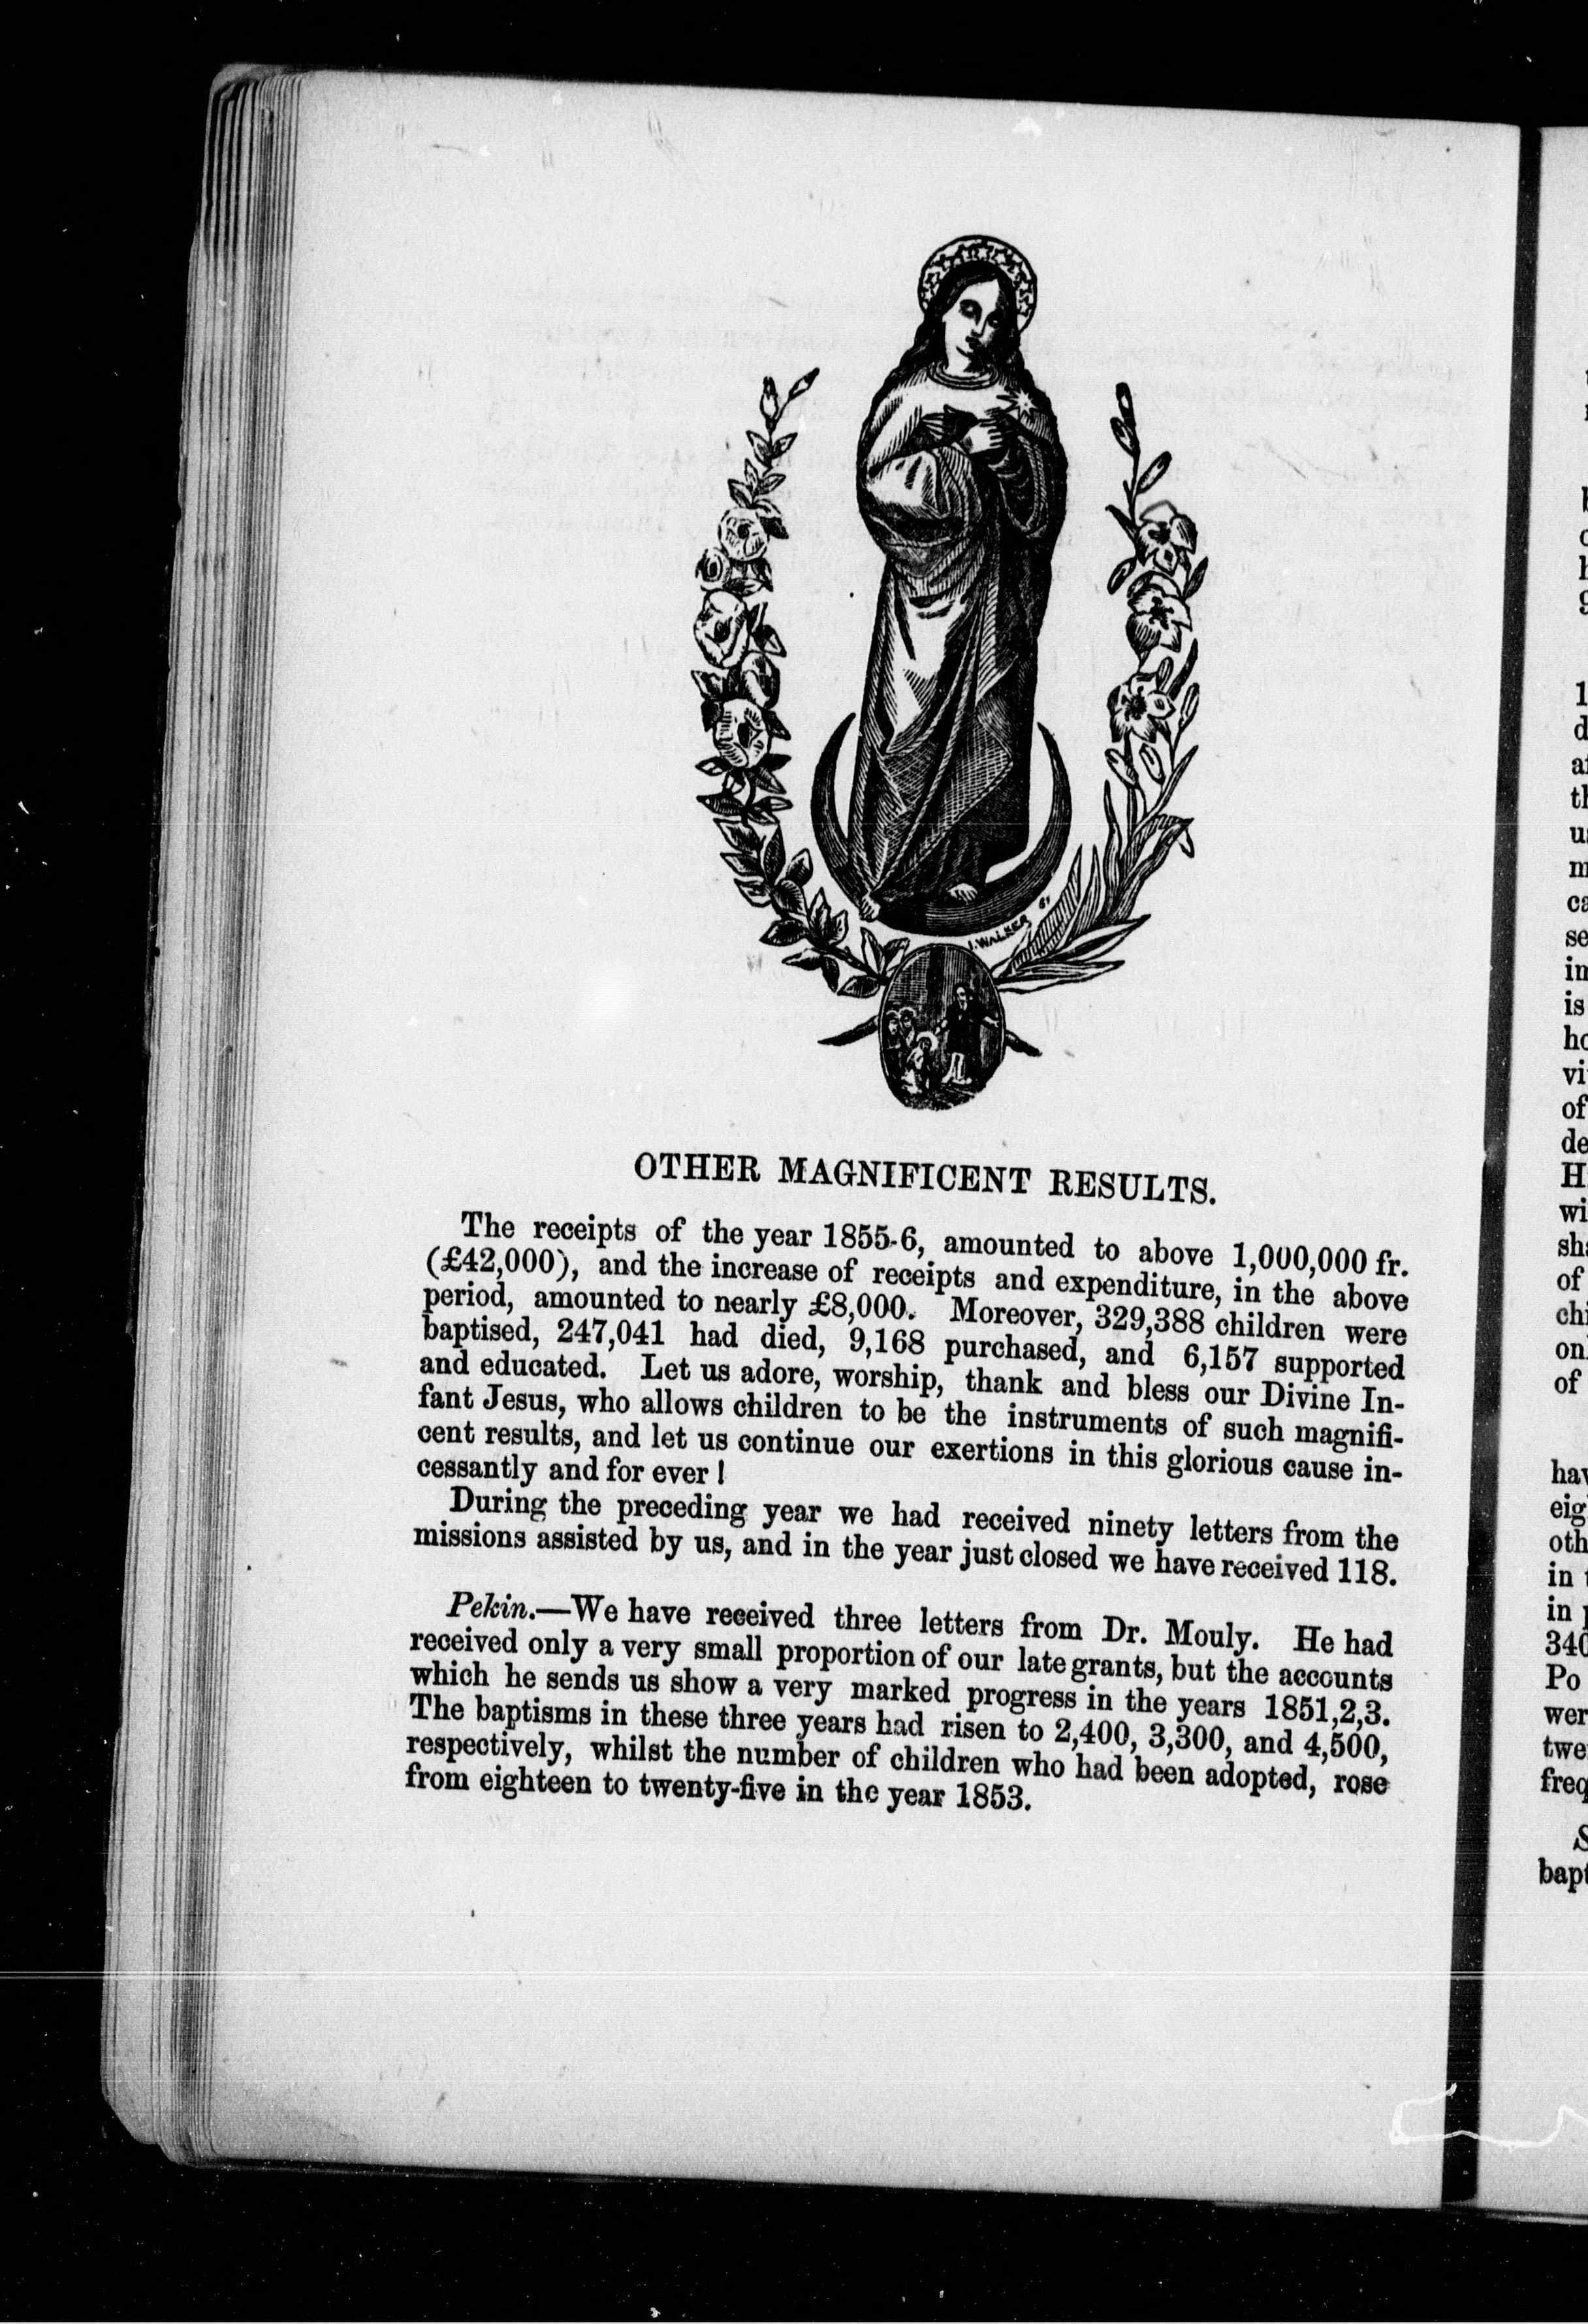 I. WALKER
OTHER MAGNIFICENT RESULTS.
The receipts of the year 1855-6, amounted to above 1,000,000 fr.
(£42,000), and the increase of receipts and expenditure, in the above
period, amounted to nearly £8,000. Moreover, 329,388 children were
baptised, 247,041 had died, 9,168 purchased, and 6,157 supported
and educated. Let us adore, worship, thank and bless our Divine In-
fant Jesus, who allows children to be the instruments of such magnifi-
cent results, and let us continue our exertions in this glorious cause in-
cessantly and for ever!
During the preceding year we had received ninety letters from the
missions assisted by us, and in the year just closed we have received 118.
Pekin.—We have received three letters from Dr. Mouly. He had
received only a very small proportion of our late grants, but the accounts
which he sends us show a very marked progress in the years 1851,2,3.
The baptisms in these three years had risen to 2,400, 3,300, and 4,500,
respectively, whilst the number of children who had been adopted, rose
from eighteen to twenty-five in the year 1853.